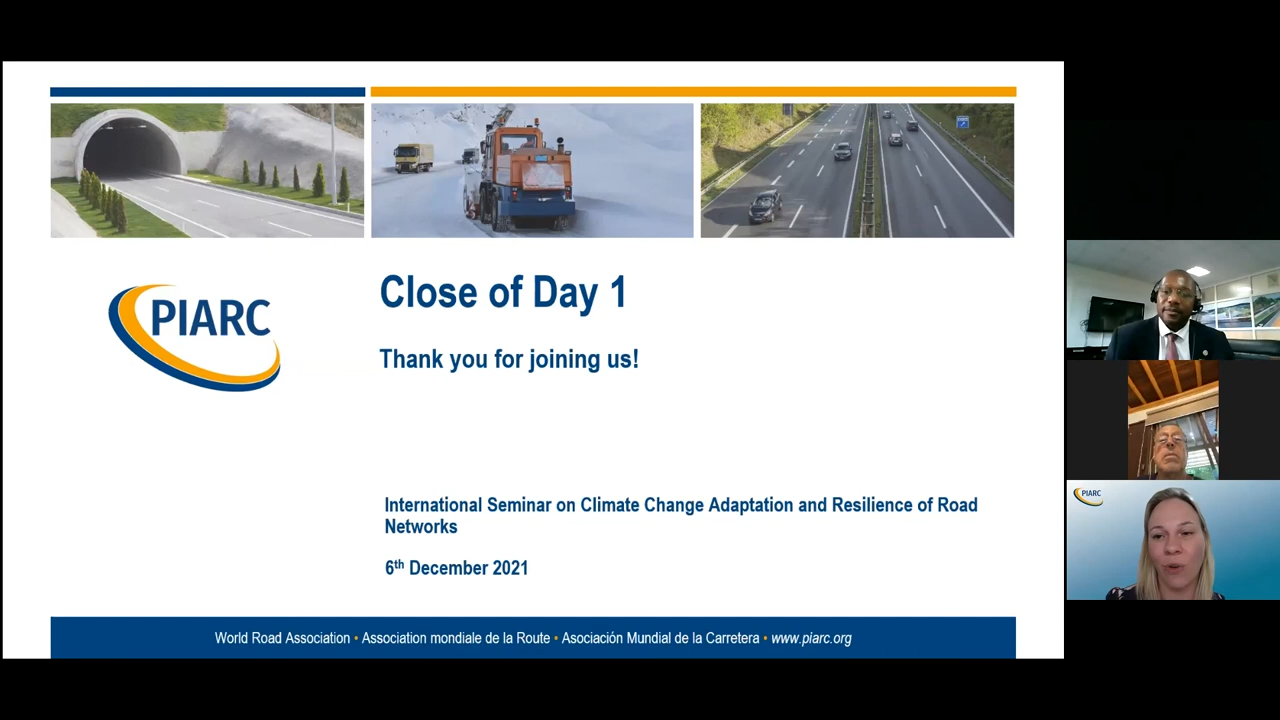 PIARC
Close of Day 1
Thank you for joining us!
International Seminar on Climate Change Adaptation and Resilience of Road
Networks
6th December 2021
World Road Association • Association mondiale de la Route • Asociación Mundial de la Carretera • www.piarc.org
PIARC